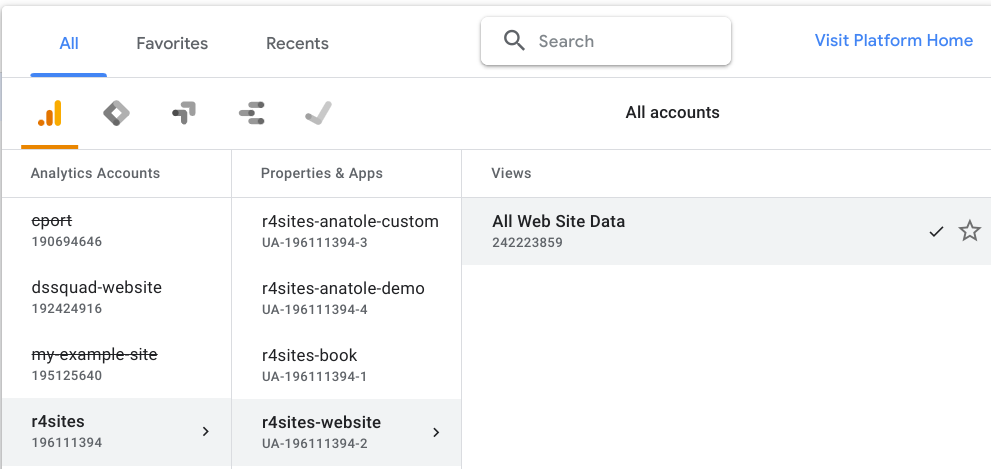 All
Favorites
Recents
Search
Visit Platform Home
All accounts
Analytics Accounts
cport
190694646
dssquad-website
192424916
my-example-site
195125640
r4sites
196111394
Properties & Apps
r4sites-anatole-custom
UA-196111394-3
r4sites-anatole-demo
UA-196111394-4
r4sites-book
UA-196111394-1
r4sites-website
UA-196111394-2
Views
All Web Site Data
242223859